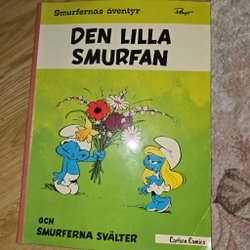 Smurfernas äventyr
Peyo
DEN LILLA
SMURFAN
OCH
SMURFERNA SVÄLTER
Carlsen Comics